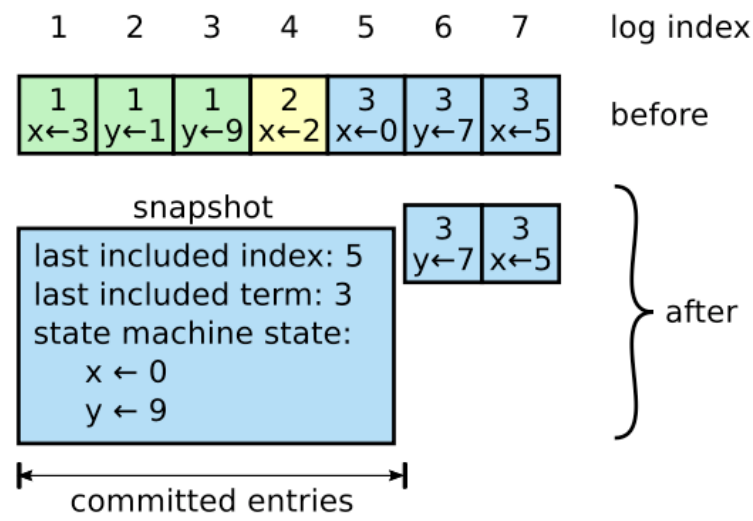 1 2 3 4 5 6 7 log index
1 1 1 2 3 3 3
x←3 y←1 y←9 x←2 x←0 y←7 x←5
before
snapshot
last included index: 5
last included term: 3
state machine state:
x ← 0
y ← 9
3 3
y←7 x←5
after
committed entries